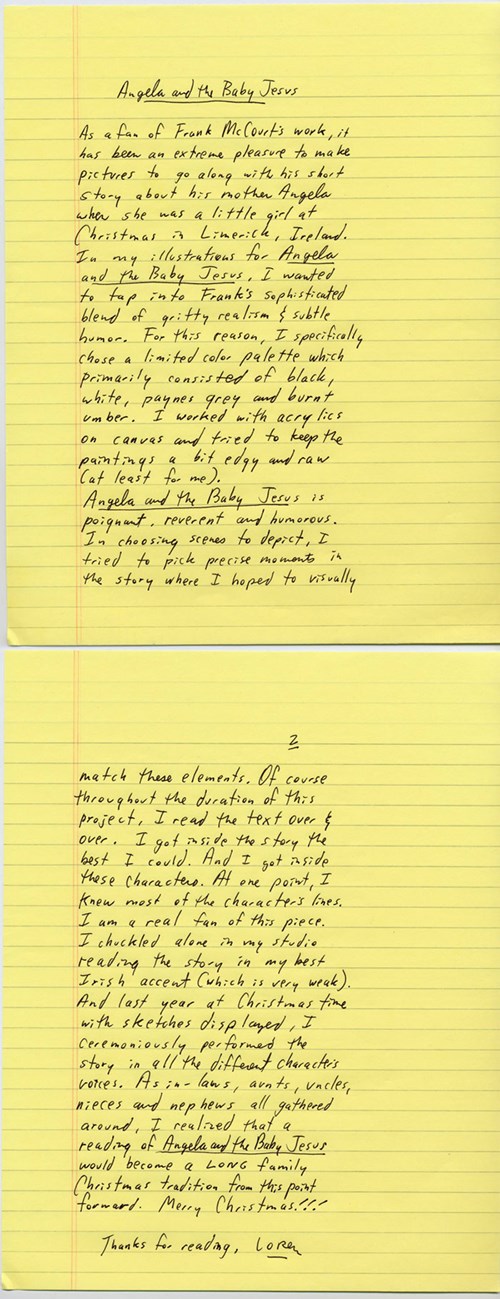 Angela and the Baby Jesus
As a fan of Frank McCourt's work, it
has been an extreme pleasure to make
pictures to go along with his short
story about his mother Angela
when she was a little girl at
Christmas in Limerick, Ireland.
In my illustrations for Angela
and the Baby Jesus, I wanted
to tap into Frank's sophisticated
blend of gritty realism & subtle
humor. For this reason, I specifically
chose a limited color palette which
primarily consisted of black,
white, paynes grey and burnt
umber. I worked with acrylics
on canvas and tried to keep the
paintings a bit edgy and raw
(at least for me).
Angela and the Baby Jesus is
poignant, reverent and humorous.
In choosing scenes to depict, I
tried to pick precise moments in
the story where I hoped to visually
2
match these elements. Of course
throughout the duration of this
project, I read the text over &
over. I got inside the story the
best I could. And I got inside
these characters. At one point, I
knew most of the character's lines.
I am a real fan of this piece.
I chuckled alone in my studio
reading the story in my best
Irish accent (which is very weak).
And last year at Christmas time
with sketches displayed, I
ceremoniously performed the
story in all the different character's
voices. As in-laws, aunts, uncles,
nieces and nephews all gathered
around, I realized that a
reading of Angela and the Baby Jesus
would become a LONG family
Christmas tradition from this point
forward. Merry Christmas!!!
Thanks for reading, LOREN